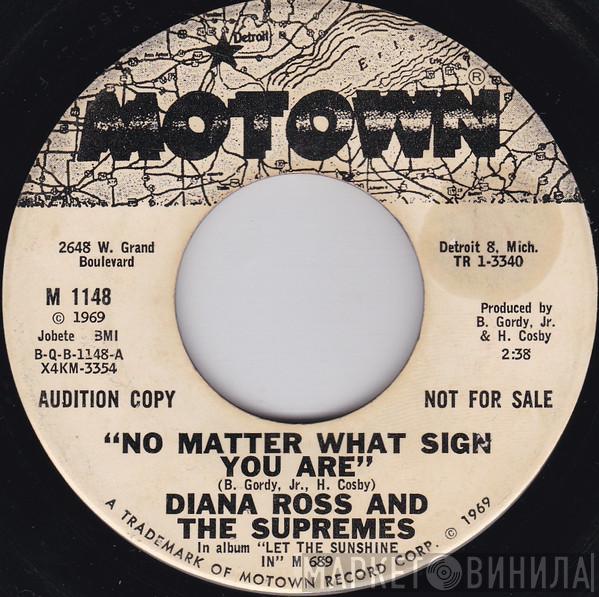 Detroit
Erie
MOTOWN®
2648 W. Grand
Boulevard
Detroit 8, Mich.
TR 1-3340
M 1148
© 1969
Jobete BMI
B-Q-B-1148-A
X4KM-3354
Produced by
B. Gordy, Jr.
& H. Cosby
2:38
AUDITION COPY
NOT FOR SALE
"NO MATTER WHAT SIGN
YOU ARE"
(B. Gordy, Jr., H. Cosby)
DIANA ROSS AND
THE SUPREMES
In album "LET THE SUNSHINE
IN" M 689
A TRADEMARK OF MOTOWN RECORD CORP. © 1969
МАРКЕТ ВИНИЛА